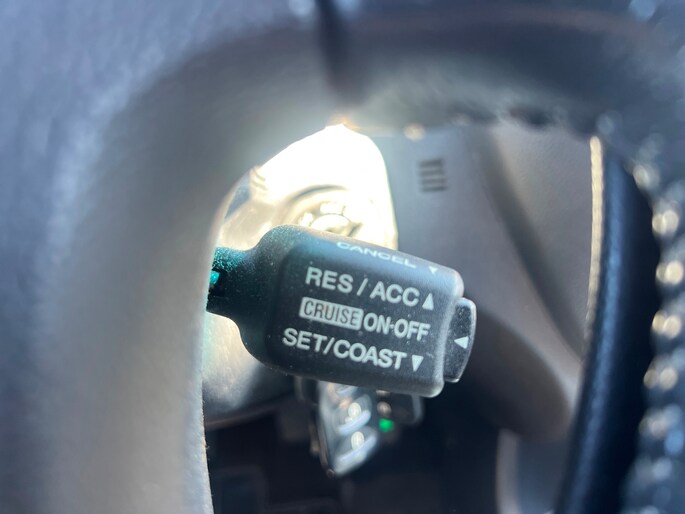 CANCEL ▼
RES/ACC▲
CRUISE ON·OFF
SET/COAST▼